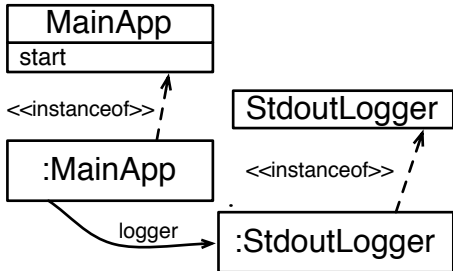 MainApp
start
<<instanceof>>
StdoutLogger
:MainApp
<<instanceof>>
logger
:StdoutLogger